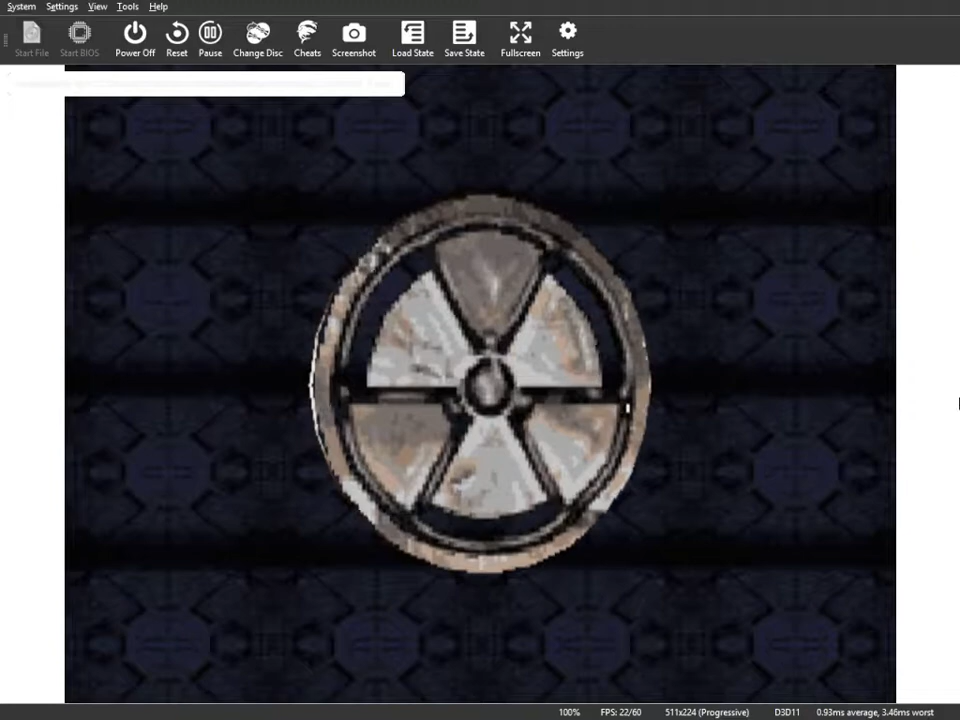 System Settings View Tools Help
Start File Start BIOS Power Off Reset Pause Change Disc Cheats Screenshot Load State Save State Fullscreen Settings
100% FPS: 22/60 511x224 (Progressive) D3D11 0.93ms average, 3.46ms worst